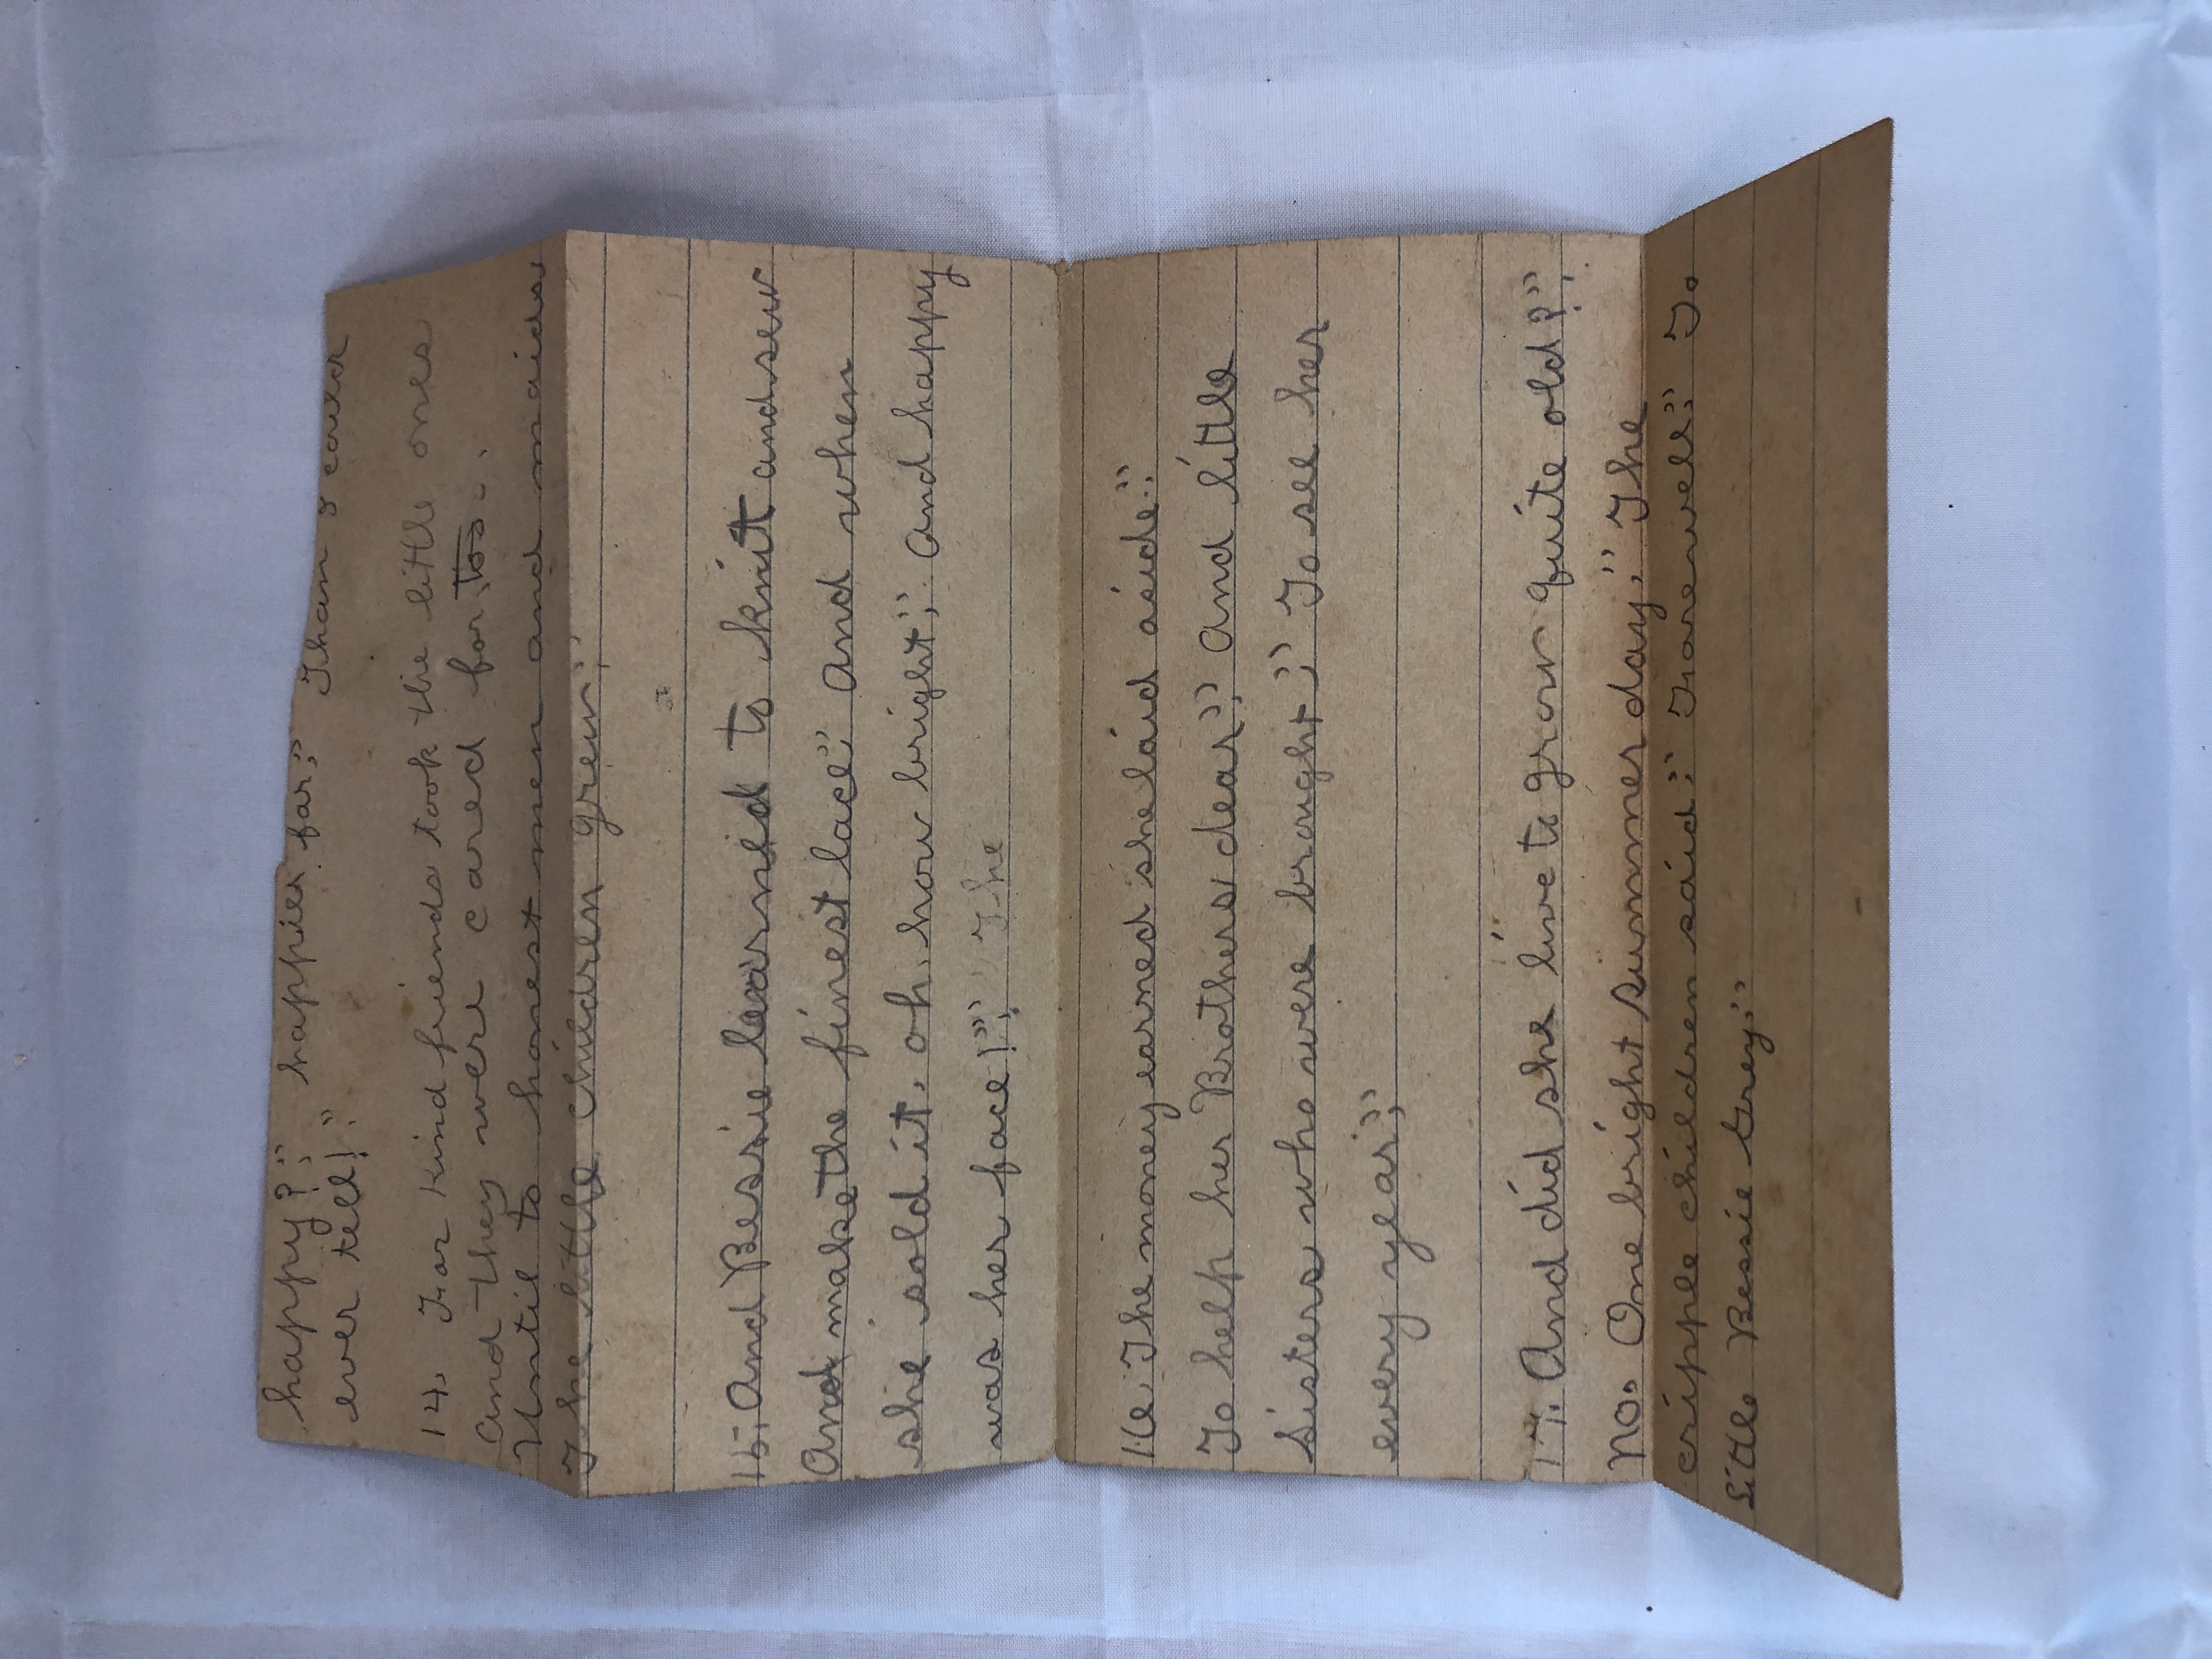 happy?;" happier far;" Than I could
ever tell!;"
14, For kind friends took the little ones
And they were cared for, too.
Until to honest men and maids
The little children grew;"
15; And Bessie learned to knit and sew
And make the finest lace;" And when
she sold it. oh. how bright;" And happy
was her face!";" The
16. The money earned she laid aside;"
To help her Brothers dear;" And little
Sisters who were brought;" To see her
every year;"
17. And did she live to grow quite old?;"
No. One bright summer day;" The
cripple children said;" Farewell;" To
Little Bessie Grey;"